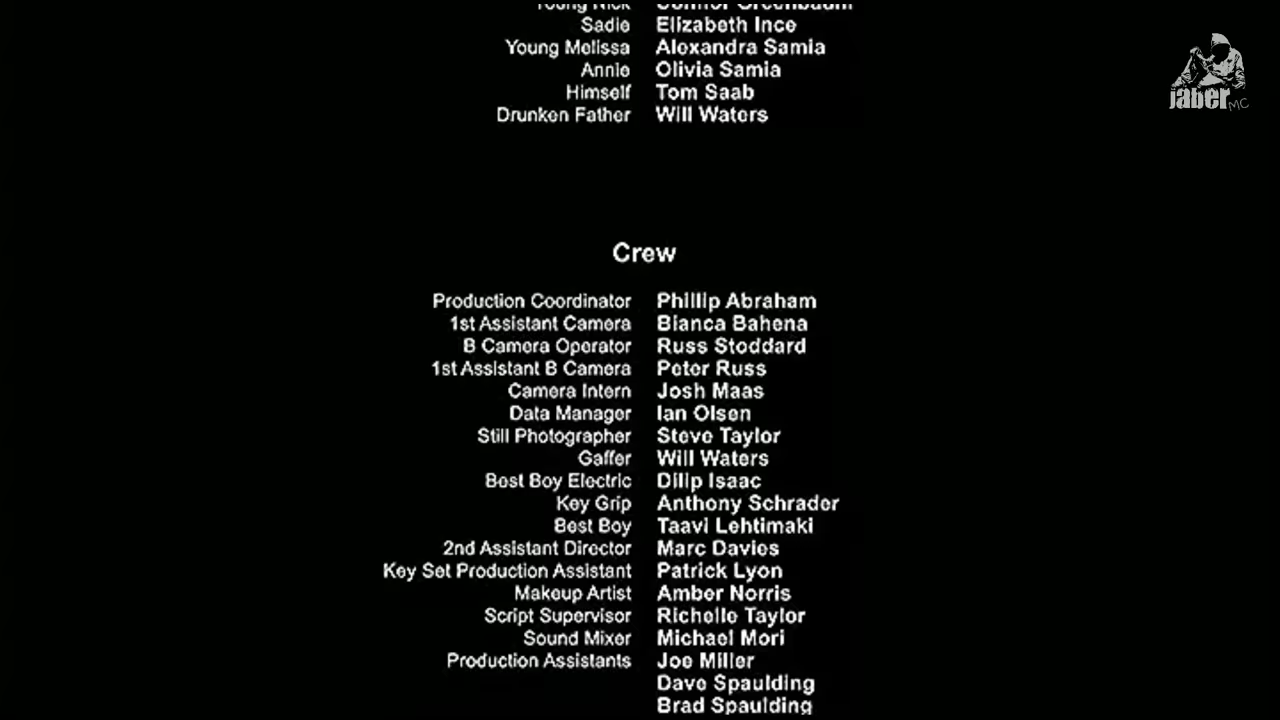 Young Nick Connor Greenbaum
Sadie Elizabeth Ince
Young Melissa Alexandra Samia
Annie Olivia Samia
Himself Tom Saab
Drunken Father Will Waters
jaber MC
Crew
Production Coordinator Phillip Abraham
1st Assistant Camera Bianca Bahena
B Camera Operator Russ Stoddard
1st Assistant B Camera Peter Russ
Camera Intern Josh Maas
Data Manager Ian Olsen
Still Photographer Steve Taylor
Gaffer Will Waters
Best Boy Electric Dilip Isaac
Key Grip Anthony Schrader
Best Boy Taavi Lehtimaki
2nd Assistant Director Marc Davies
Key Set Production Assistant Patrick Lyon
Makeup Artist Amber Norris
Script Supervisor Richelle Taylor
Sound Mixer Michael Mori
Production Assistants Joe Miller
Dave Spaulding
Brad Spaulding